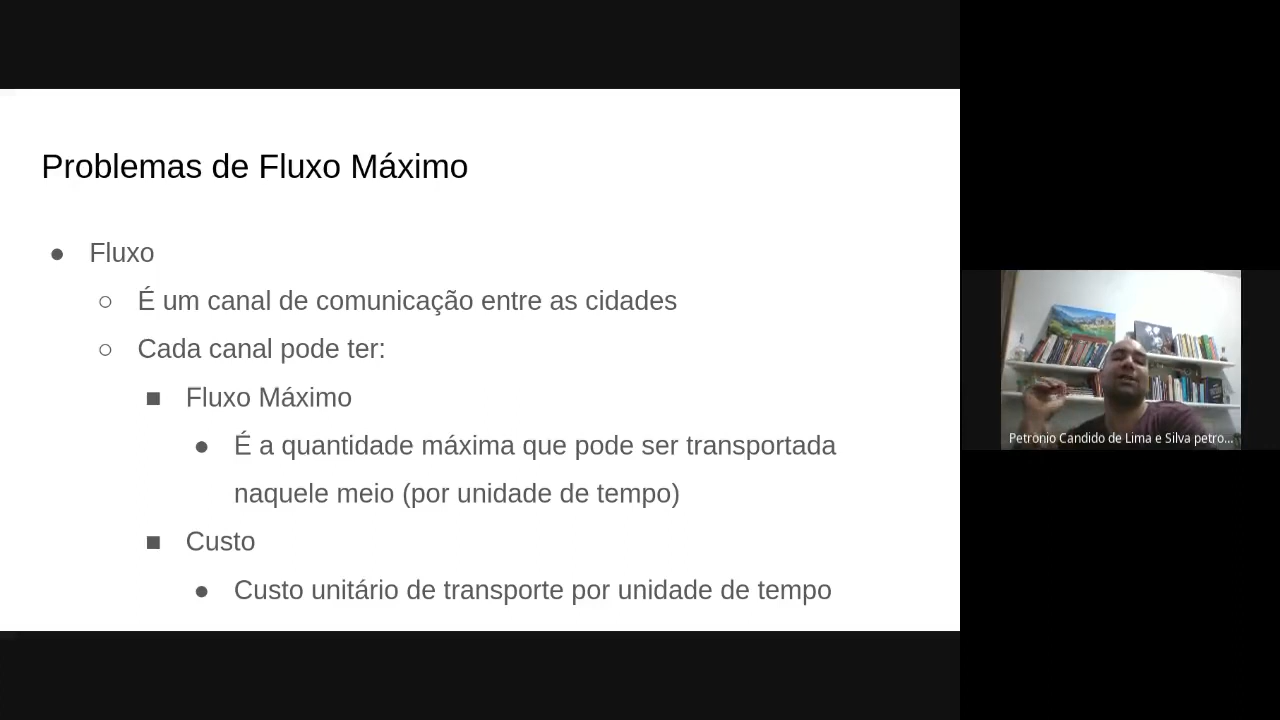 Problemas de Fluxo Máximo
● Fluxo
○ É um canal de comunicação entre as cidades
○ Cada canal pode ter:
■ Fluxo Máximo
● É a quantidade máxima que pode ser transportada
naquele meio (por unidade de tempo)
■ Custo
● Custo unitário de transporte por unidade de tempo
Petrônio Candido de Lima e Silva petro...